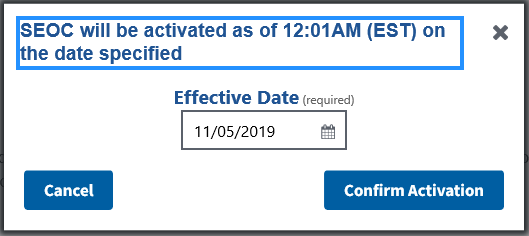 SEOC will be activated as of 12:01AM (EST) on
the date specified
Effective Date (required)
11/05/2019
Cancel
Confirm Activation